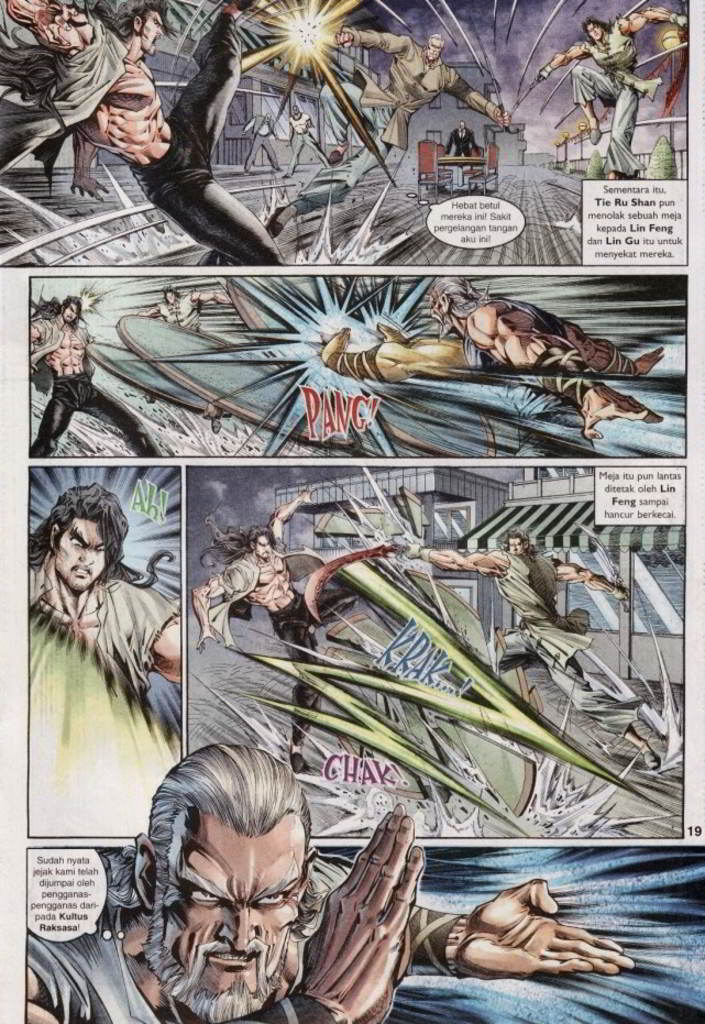 Hebat betul
mereka ini! Sakit
pergelangan tangan
aku ini!
Sementara itu,
Tie Ru Shan pun
menolak sebuah meja
kepada Lin Feng
dan Lin Gu itu untuk
menyekat mereka.
PANG!
Ah!
Meja itu pun lantas
ditetak oleh Lin
Feng sampai
hancur berkecai.
KRAK...!
CHAK
19
Sudah nyata
jejak kami telah
dijumpai oleh
pengganas-
pengganas dari-
pada Kultus
Raksasa!